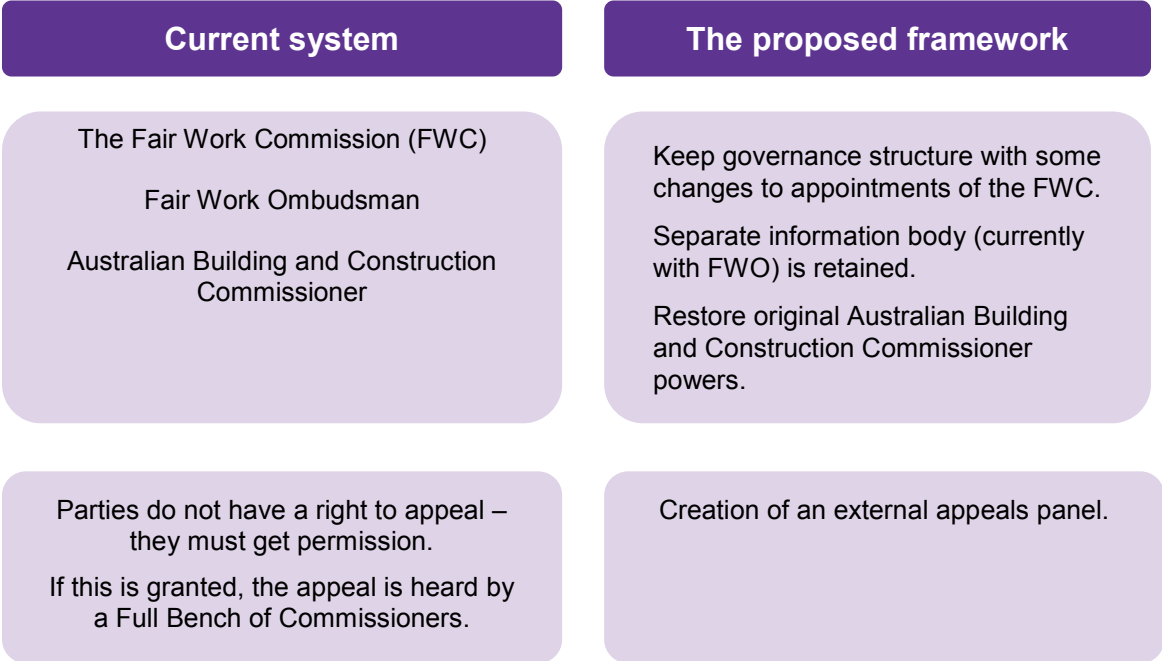 Current system
The proposed framework
The Fair Work Commission (FWC)
Fair Work Ombudsman
Australian Building and Construction
Commissioner
Keep governance structure with some
changes to appointments of the FWC.
Separate information body (currently
with FWO) is retained.
Restore original Australian Building
and Construction Commissioner
powers.
Parties do not have a right to appeal –
they must get permission.
If this is granted, the appeal is heard by
a Full Bench of Commissioners.
Creation of an external appeals panel.